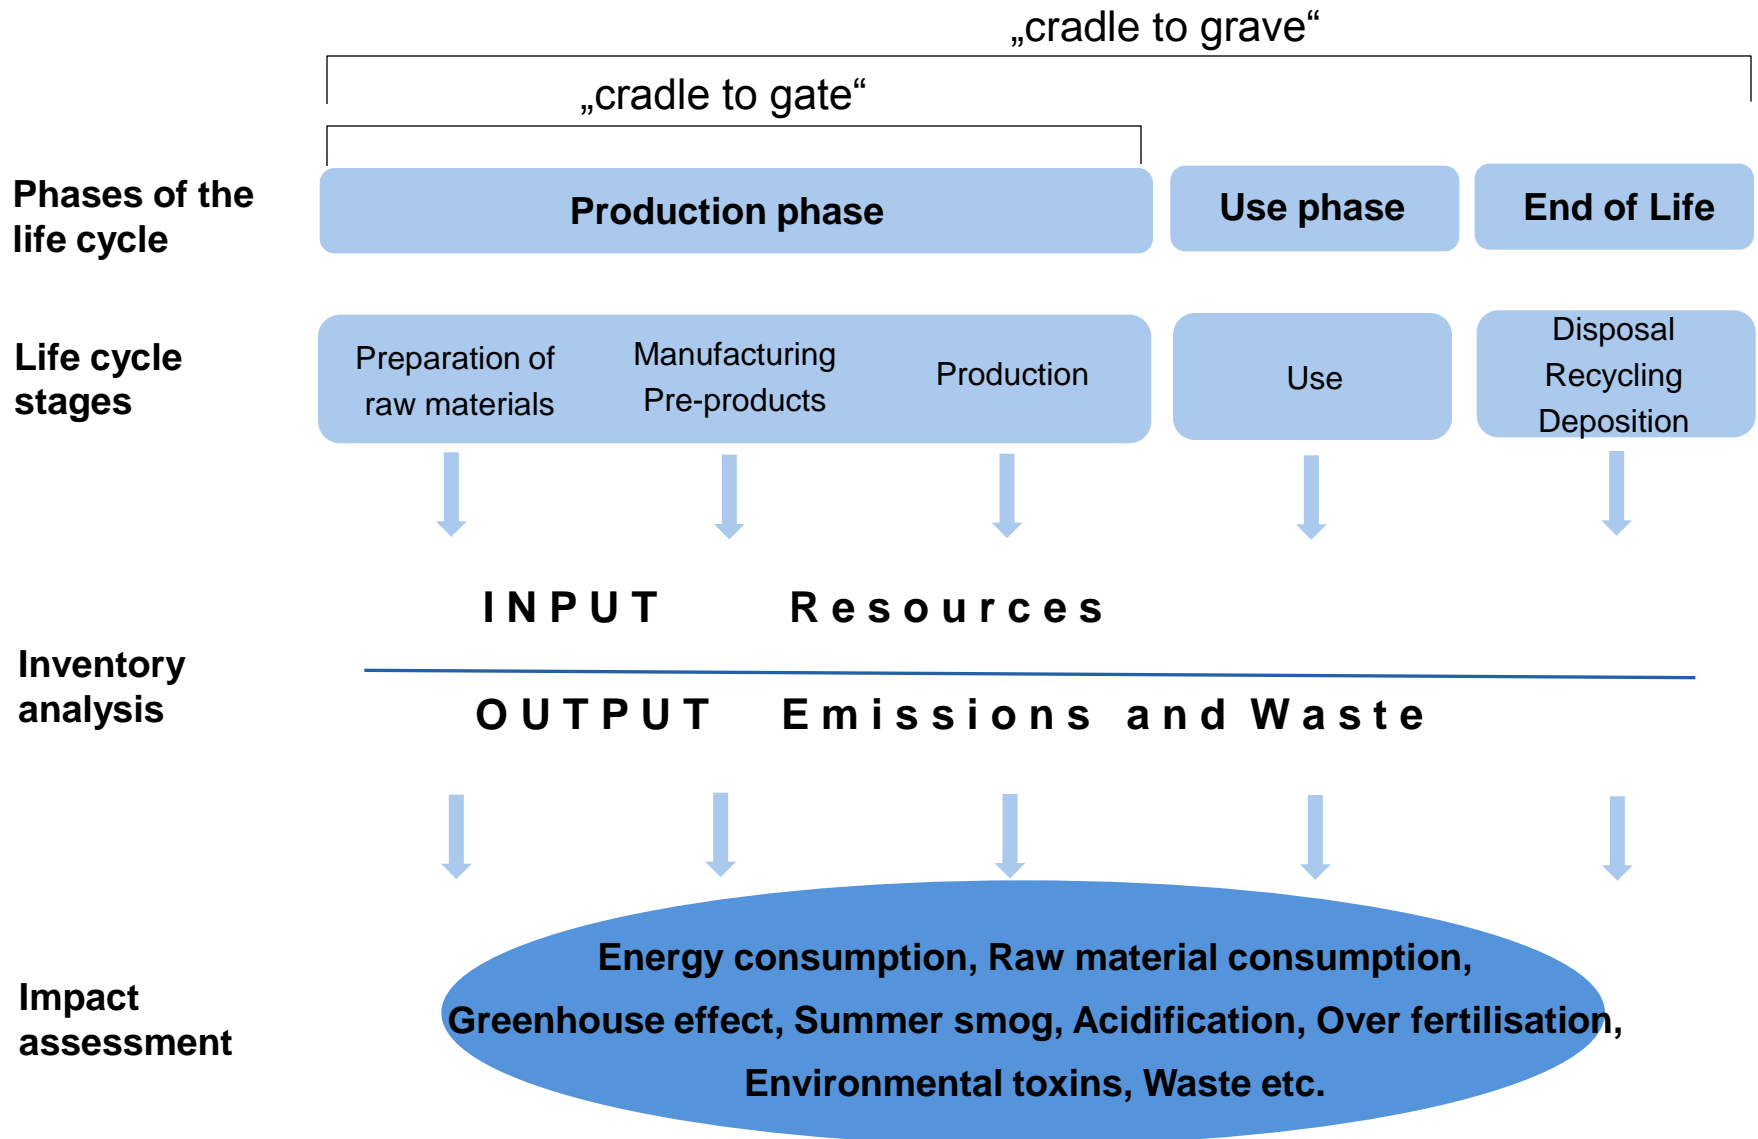 „cradle to grave“
„cradle to gate“
Phases of the
life cycle
Production phase
Use phase
End of Life
Life cycle
stages
Preparation of
raw materials
Manufacturing
Pre-products
Production
Use
Disposal
Recycling
Deposition
Inventory
analysis
INPUT Resources
OUTPUT Emissions and Waste
Impact
assessment
Energy consumption, Raw material consumption,
Greenhouse effect, Summer smog, Acidification, Over fertilisation,
Environmental toxins, Waste etc.